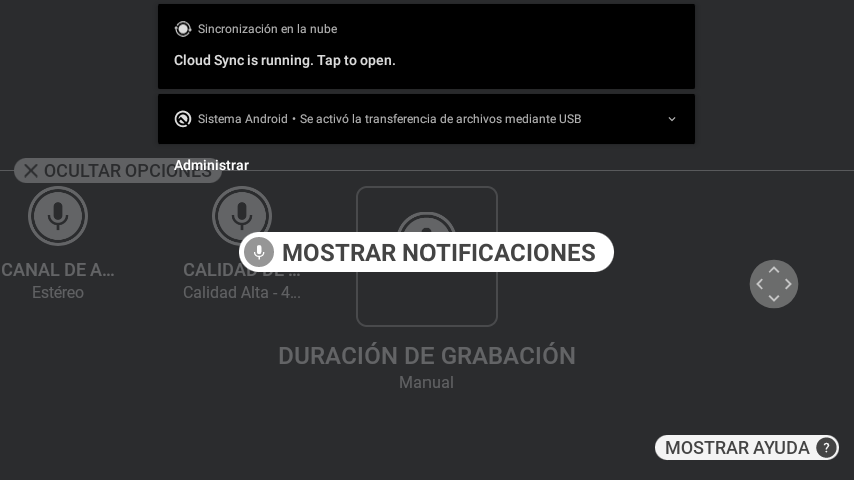 Sincronización en la nube
Cloud Sync is running. Tap to open.
Sistema Android • Se activó la transferencia de archivos mediante USB
Administrar
OCULTAR OPCIONES
MOSTRAR NOTIFICACIONES
CANAL DE A...
CALIDAD DE ...
Estéreo
Calidad Alta - 4...
DURACIÓN DE GRABACIÓN
Manual
MOSTRAR AYUDA ?